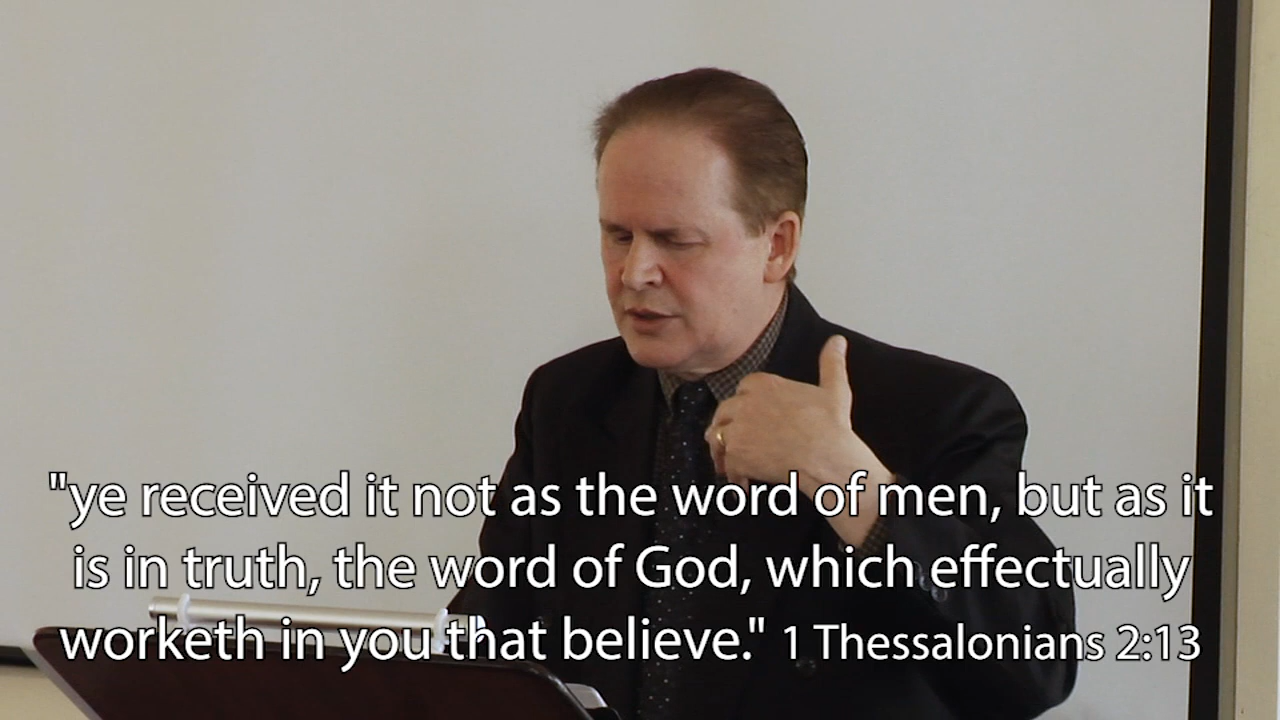 "ye received it not as the word of men, but as it
is in truth, the word of God, which effectually
worketh in you that believe." 1 Thessalonians 2:13